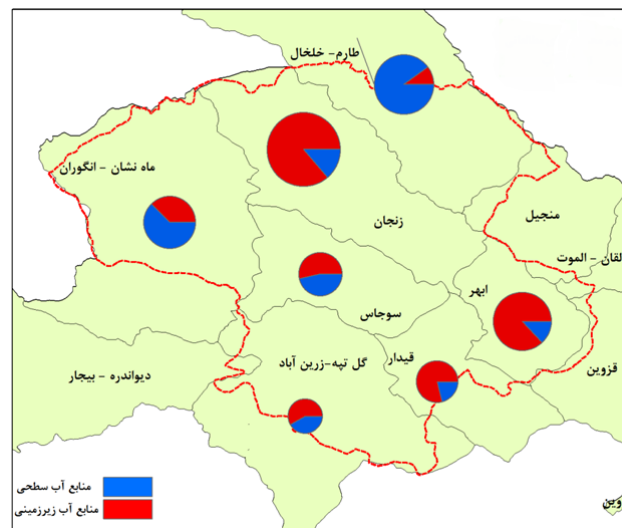 طارم- خلخال
ماه نشان - انگوران
زنجان
منجیل
لقان - الموت
ابهر
سوجاس
قیدار
گل تپه-زرین آباد
قزوین
دیواندره - بیجار
منابع آب سطحی
منابع آب زیرزمینی
وین